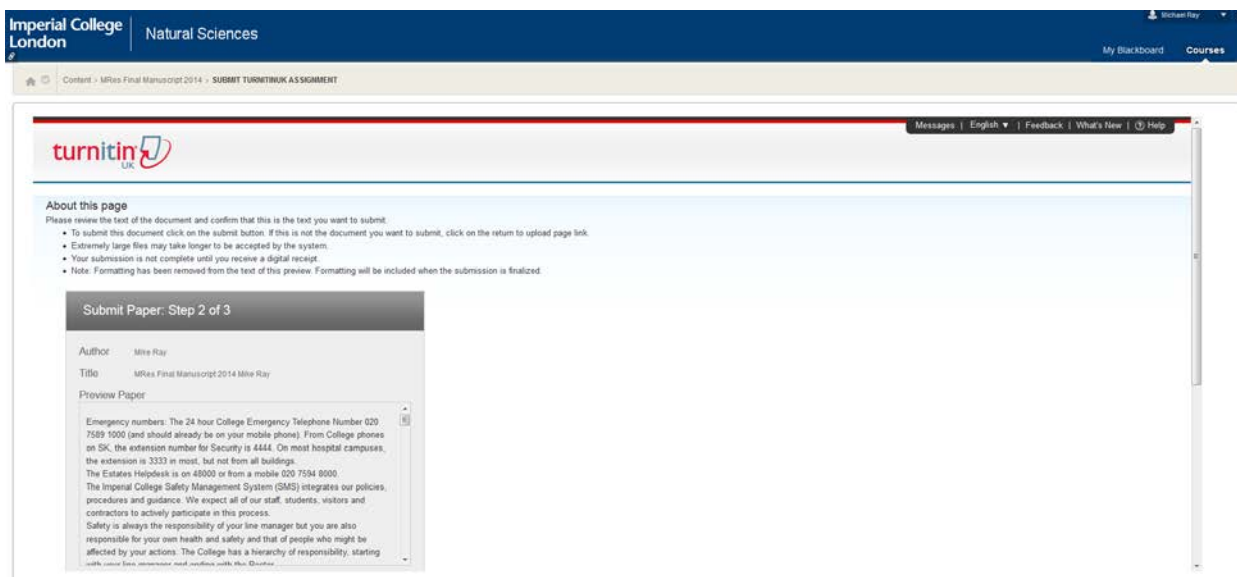 Imperial College
London
Natural Sciences
Michael Ray
My Blackboard Courses
Content > MRes Final Manuscript 2014 > SUBMIT TURNITINUK ASSIGNMENT
Messages | English ▼ | Feedback | What's New | ? Help
turnitin
UK
About this page
Please review the text of the document and confirm that this is the text you want to submit.
• To submit this document click on the submit button. If this is not the document you want to submit, click on the return to upload page link.
• Extremely large files may take longer to be accepted by the system.
• Your submission is not complete until you receive a digital receipt.
• Note: Formatting has been removed from the text of this preview. Formatting will be included when the submission is finalized.
Submit Paper: Step 2 of 3
Author Mike Ray
Title MRes Final Manuscript 2014 Mike Ray
Preview Paper
Emergency numbers: The 24 hour College Emergency Telephone Number 020
7589 1000 (and should already be on your mobile phone). From College phones
on SK, the extension number for Security is 4444. On most hospital campuses,
the extension is 3333 in most, but not from all buildings.
The Estates Helpdesk is on 48000 or from a mobile 020 7594 8000.
The Imperial College Safety Management System (SMS) integrates our policies,
procedures and guidance. We expect all of our staff, students, visitors and
contractors to actively participate in this process.
Safety is always the responsibility of your line manager but you are also
responsible for your own health and safety and that of people who might be
affected by your actions. The College has a hierarchy of responsibility, starting
with your line manager and ending with the Rector.